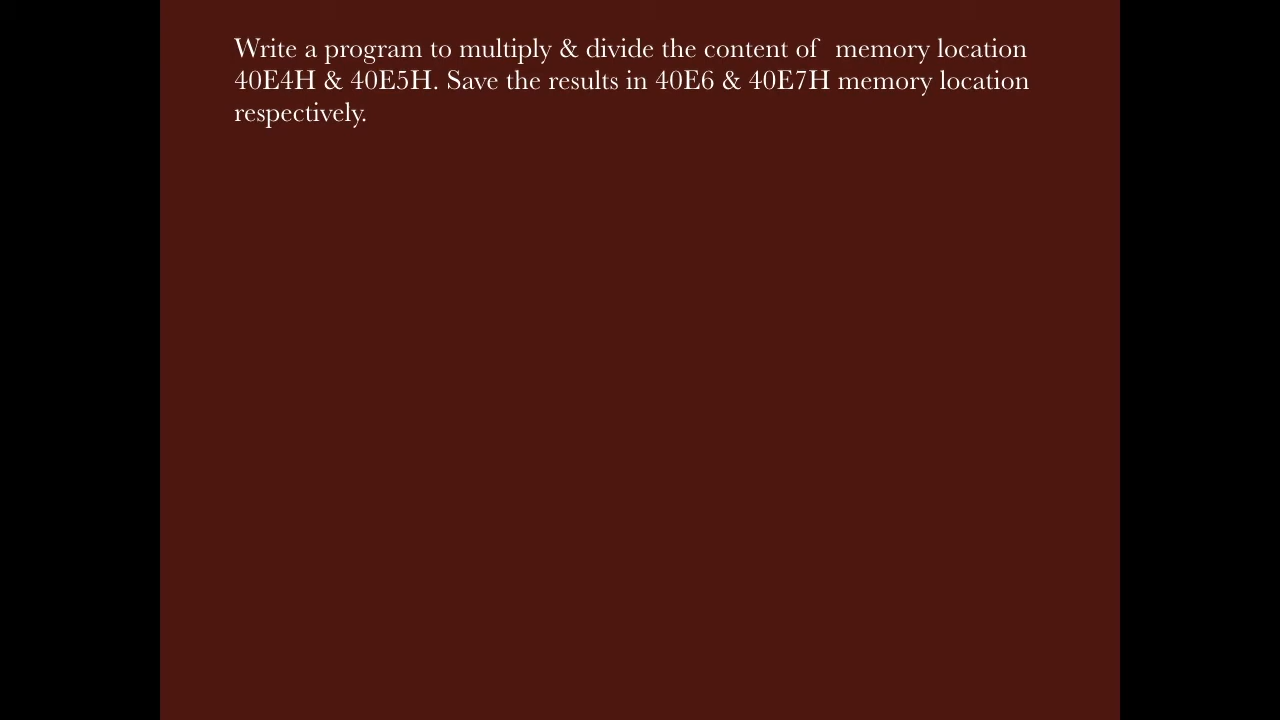 Write a program to multiply & divide the content of  memory location
40E4H & 40E5H. Save the results in 40E6 & 40E7H memory location
respectively.